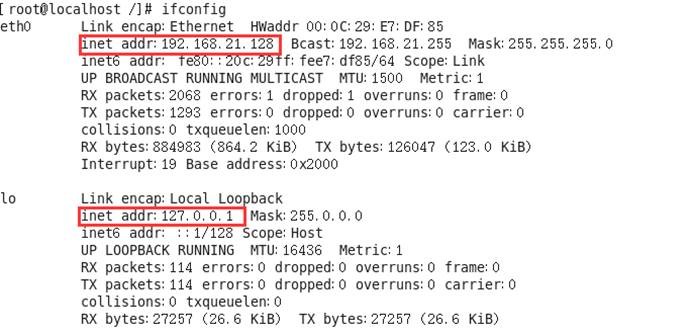 [ root@localhost /]# ifconfig
eth0 Link encap: Ethernet HWaddr 00: 0C: 29: E7: DF: 85
inet addr: 192. 168. 21. 128 Bcast: 192. 168. 21. 255 Mask: 255. 255. 255. 0
inet6 addr: fe80: : 20c: 29ff: fee7: df85/64 Scope: Link
UP BROADCAST RUNNING MULTICAST MTU: 1500 Metric: 1
RX packets: 2068 errors: 1 dropped: 1 overruns: 0 frame: 0
TX packets: 1293 errors: 0 dropped: 0 overruns: 0 carrier: 0
collisions: 0 txqueuelen: 1000
RX bytes: 884983 (864. 2 KiB) TX bytes: 126047 (123. 0 KiB)
Interrupt: 19 Base address: 0x2000
lo Link encap: Local Loopback
inet addr: 127. 0. 0. 1 Mask: 255. 0. 0. 0
inet6 addr: : : 1/128 Scope: Host
UP LOOPBACK RUNNING MTU: 16436 Metric: 1
RX packets: 114 errors: 0 dropped: 0 overruns: 0 frame: 0
TX packets: 114 errors: 0 dropped: 0 overruns: 0 carrier: 0
collisions: 0 txqueuelen: 0
RX bytes: 27257 (26. 6 KiB) TX bytes: 27257 (26. 6 KiB)